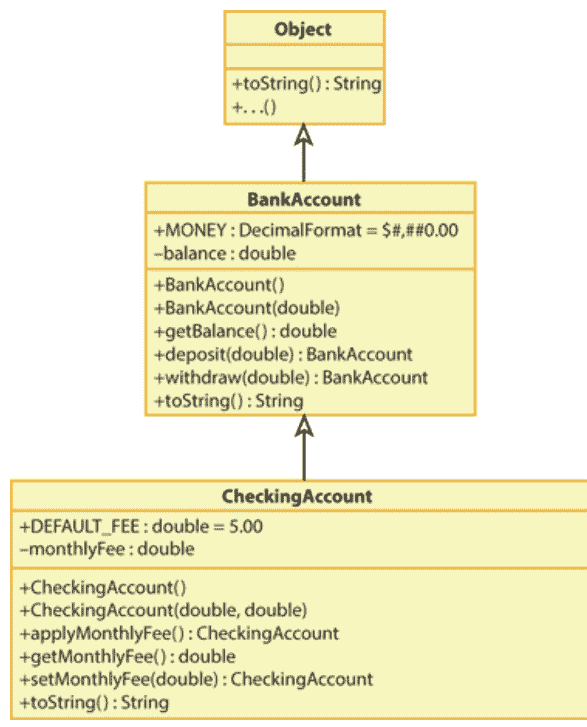 Object
+toString() : String
+. . .()
BankAccount
+MONEY : DecimalFormat = $#,##0.00
–balance : double
+BankAccount()
+BankAccount(double)
+getBalance() : double
+deposit(double) : BankAccount
+withdraw(double) : BankAccount
+toString() : String
CheckingAccount
+DEFAULT_FEE : double = 5.00
–monthlyFee : double
+CheckingAccount()
+CheckingAccount(double, double)
+applyMonthlyFee() : CheckingAccount
+getMonthlyFee() : double
+setMonthlyFee(double) : CheckingAccount
+toString() : String